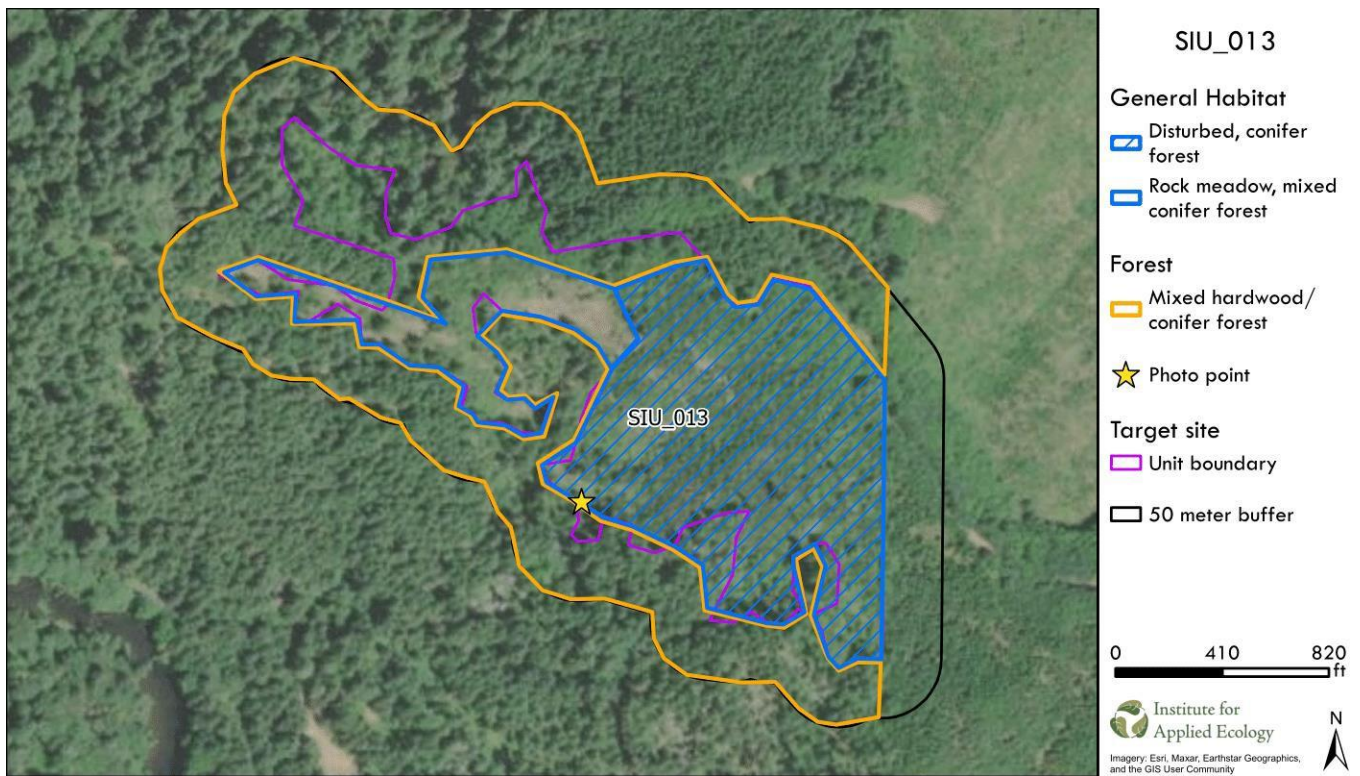 SIU_013
SIU_013
General Habitat
Disturbed, conifer
forest
Rock meadow, mixed
conifer forest
Forest
Mixed hardwood/
conifer forest
Photo point
Target site
Unit boundary
50 meter buffer
0 410 820
ft
Institute for
Applied Ecology
N
Imagery: Esri, Maxar, Earthstar Geographics,
and the GIS User Community